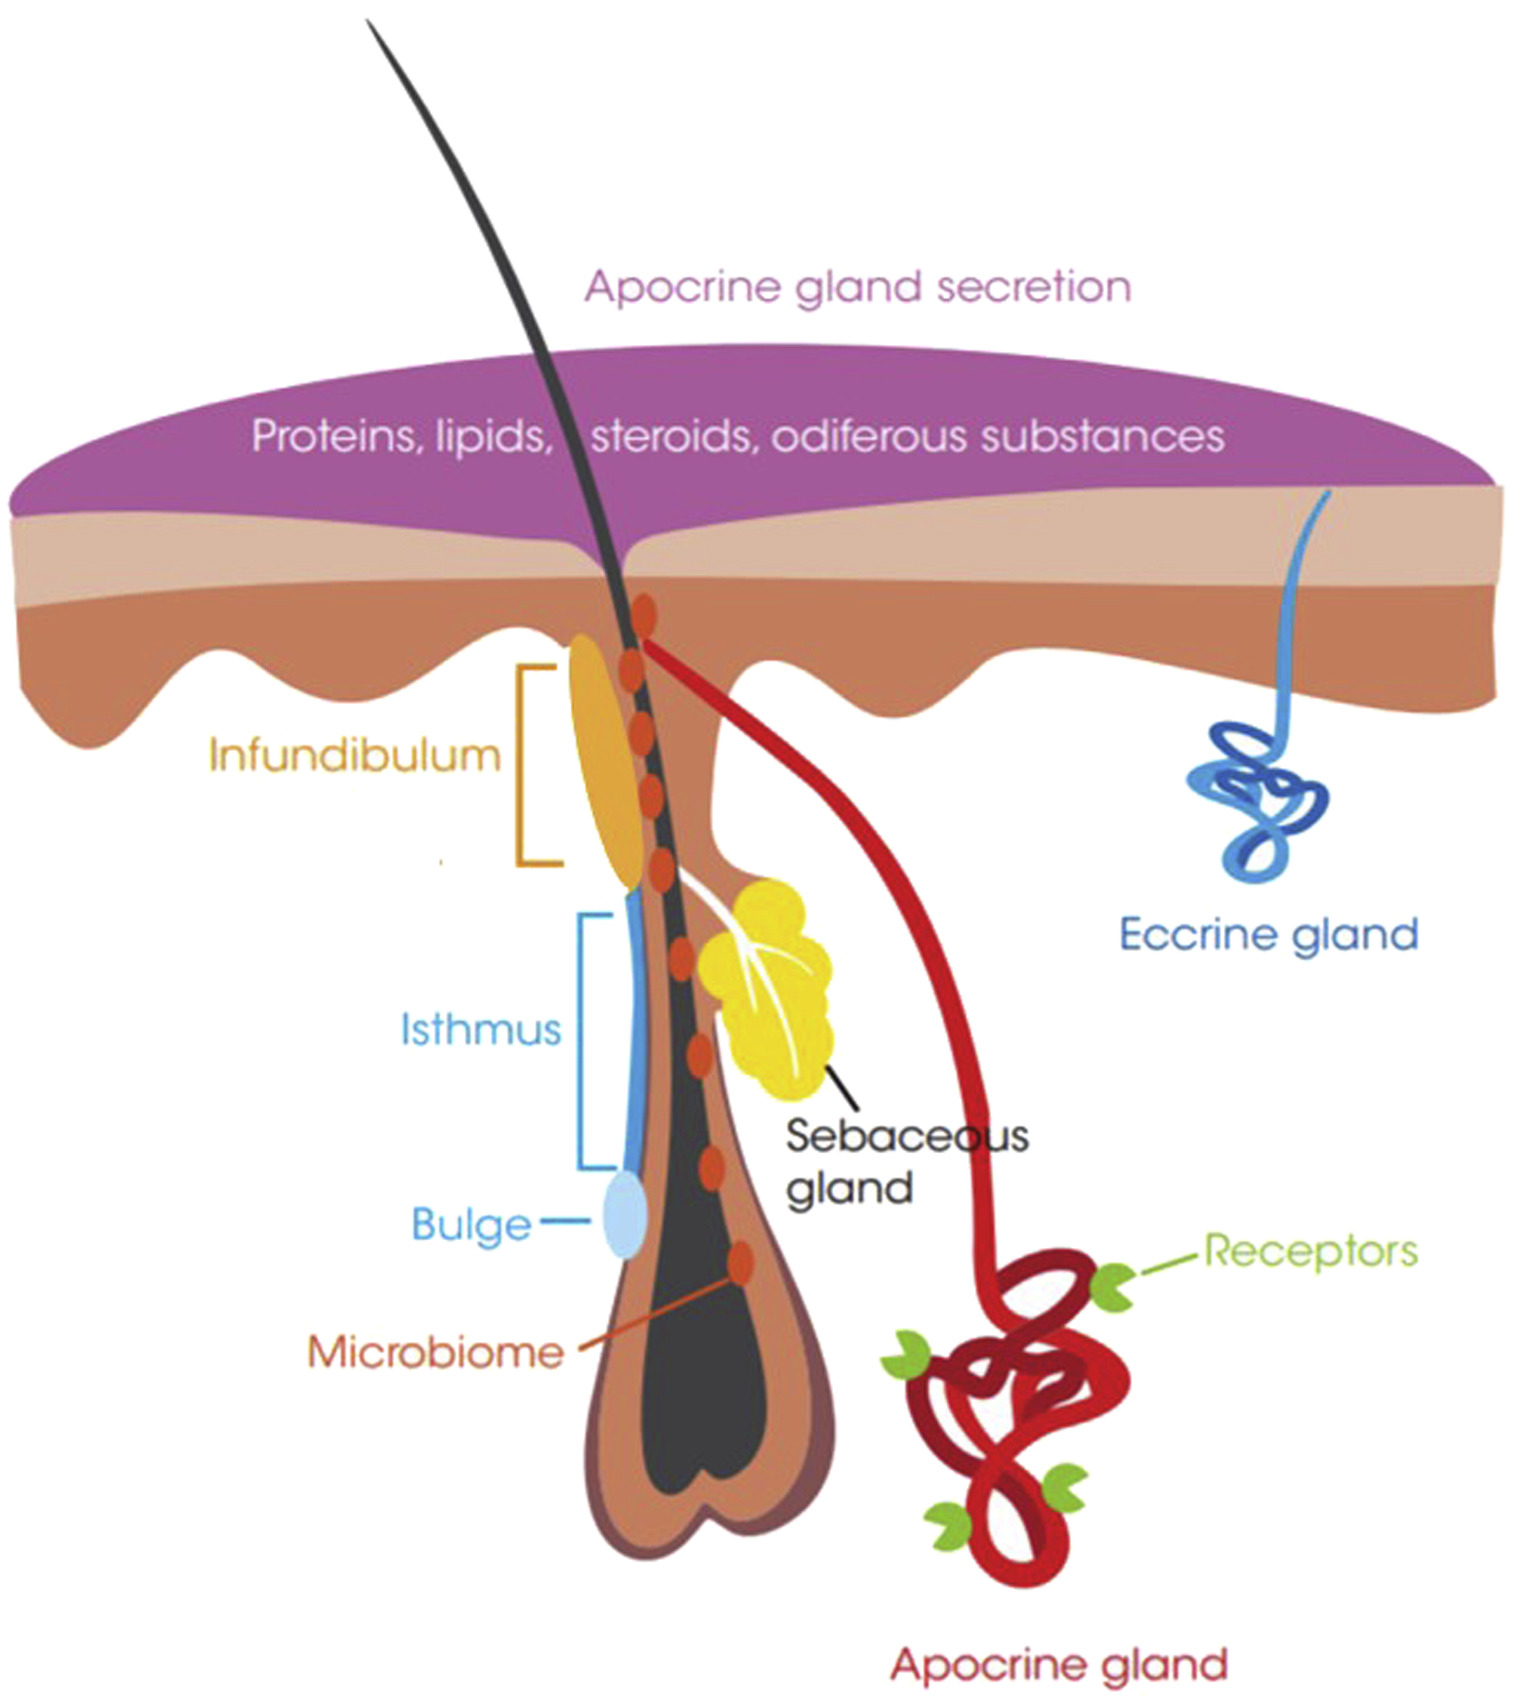 Apocrine gland secretion
Proteins, lipids, steroids, odiferous substances
Infundibulum
Eccrine gland
Isthmus
Sebaceous
gland
Bulge
Receptors
Microbiome
Apocrine gland